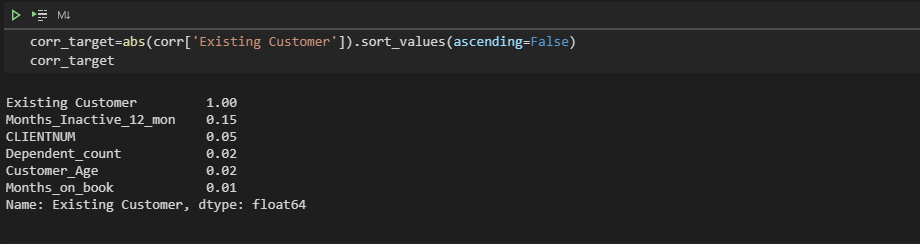 M↓
corr_target=abs(corr['Existing Customer']).sort_values(ascending=False)
corr_target
Existing Customer 1.00
Months_Inactive_12_mon 0.15
CLIENTNUM 0.05
Dependent_count 0.02
Customer_Age 0.02
Months_on_book 0.01
Name: Existing Customer, dtype: float64